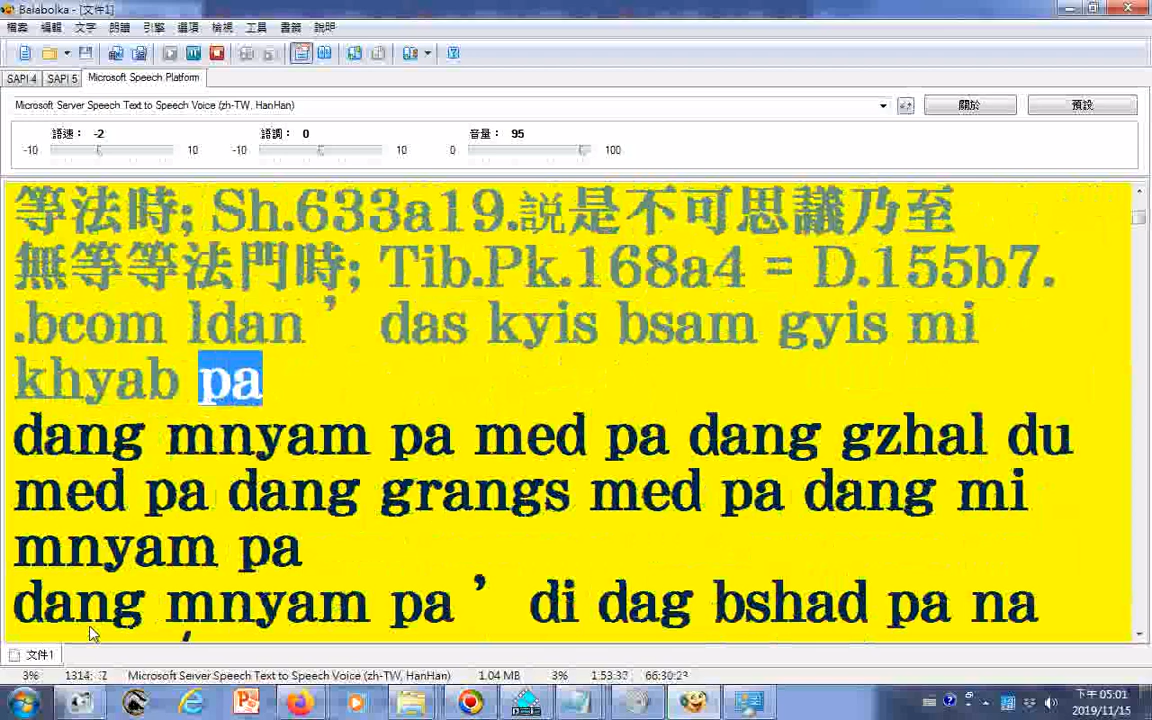 Balabolka - [文件1]
檔案 編輯 文字 朗讀 引擎 選項 檢視 工具 書籤 說明
SAPI 4 SAPI 5 Microsoft Speech Platform
Microsoft Server Speech Text to Speech Voice (zh-TW, HanHan) 關於 預設
語速： -2 語調： 0 音量： 95
-10 10 -10 10 0 100
等法時; Sh.633a19.説是不可思議乃至
無等等法門時; Tib.Pk.168a4 = D.155b7.
.bcom ldan ’ das kyis bsam gyis mi
khyab pa
dang mnyam pa med pa dang gzhal du
med pa dang grangs med pa dang mi
mnyam pa
dang mnyam pa ’ di dag bshad pa na
文件1
3% Microsoft Server Speech Text to Speech Voice (zh-TW, HanHan) 1.04 MB 3%
下午 05:01
2019/11/15